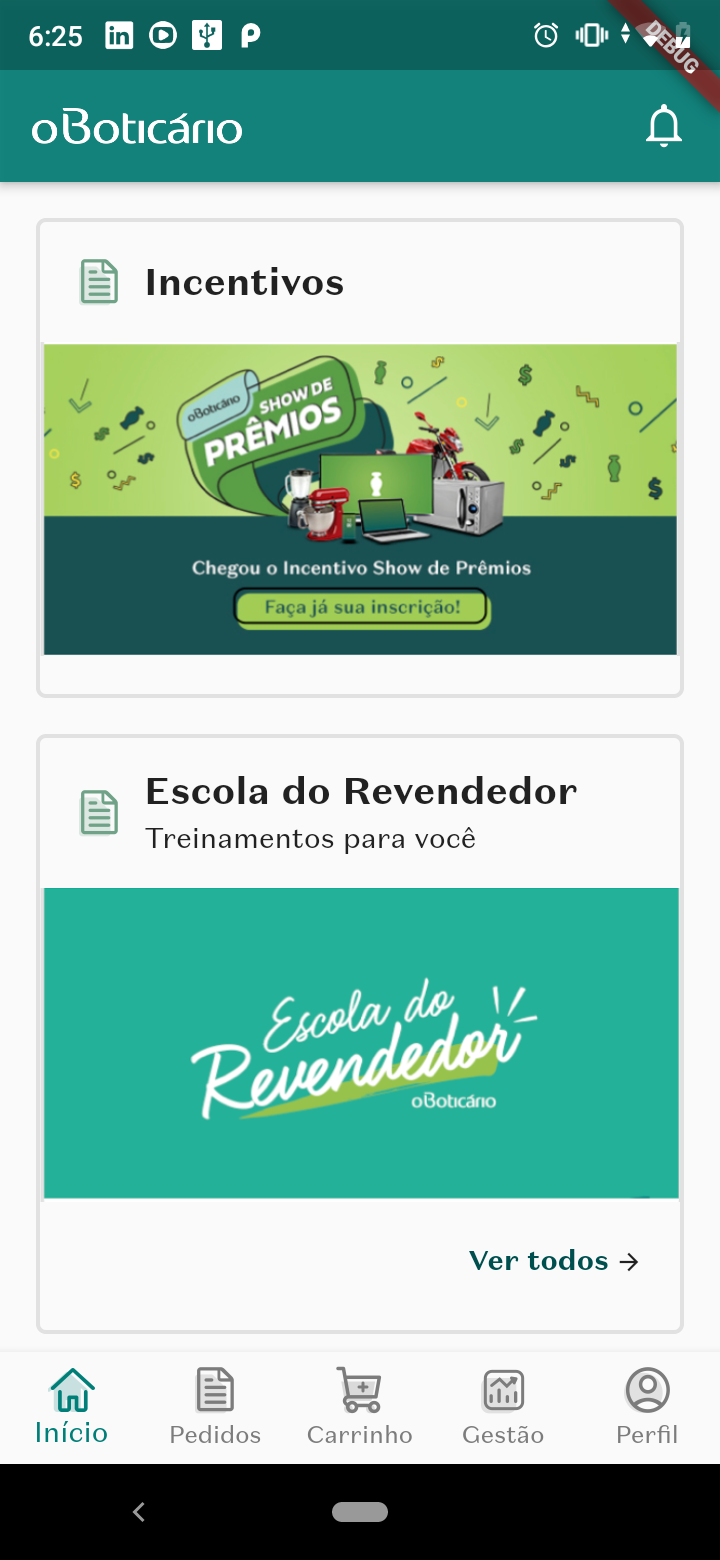 6:25
DEBUG
oBoticário
Incentivos
oBoticário
SHOW DE
PRÊMIOS
Chegou o Incentivo Show de Prêmios
Faça já sua inscrição!
Escola do Revendedor
Treinamentos para você
Escola do
Revendedor
oBoticário
Ver todos →
Início
Pedidos
Carrinho
Gestão
Perfil